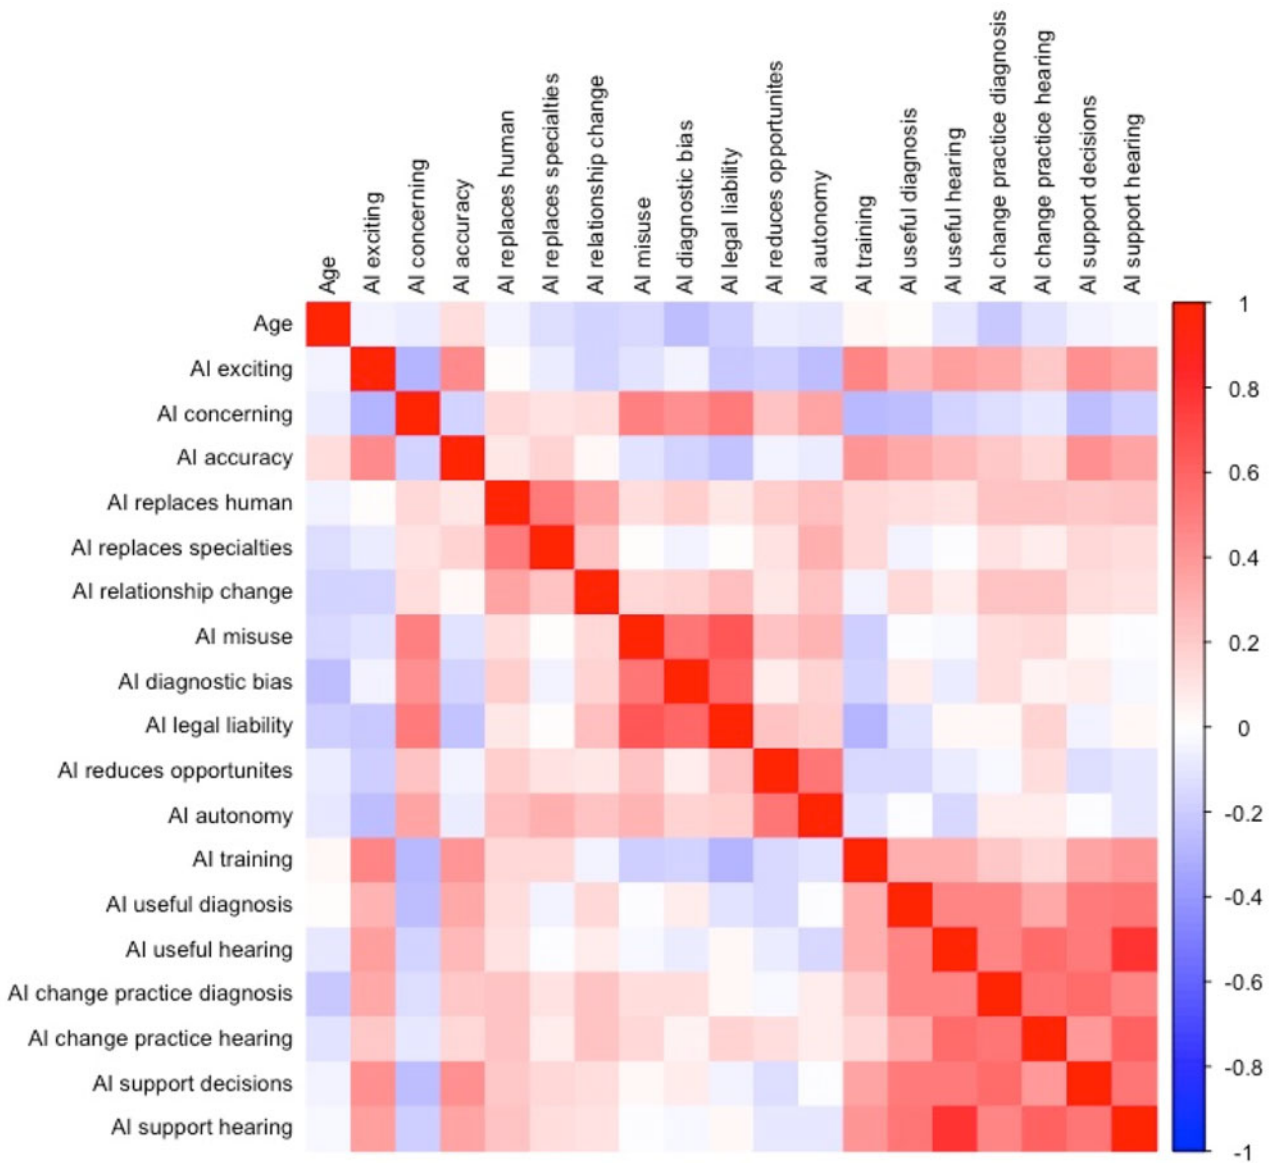 Age
AI exciting
AI concerning
AI accuracy
AI replaces human
AI replaces specialties
AI relationship change
AI misuse
AI diagnostic bias
AI legal liability
AI reduces opportunites
AI autonomy
AI training
AI useful diagnosis
AI useful hearing
AI change practice diagnosis
AI change practice hearing
AI support decisions
AI support hearing
Age
AI exciting
AI concerning
AI accuracy
AI replaces human
AI replaces specialties
AI relationship change
AI misuse
AI diagnostic bias
AI legal liability
AI reduces opportunites
AI autonomy
AI training
AI useful diagnosis
AI useful hearing
AI change practice diagnosis
AI change practice hearing
AI support decisions
AI support hearing
1
0.8
0.6
0.4
0.2
0
-0.2
-0.4
-0.6
-0.8
-1